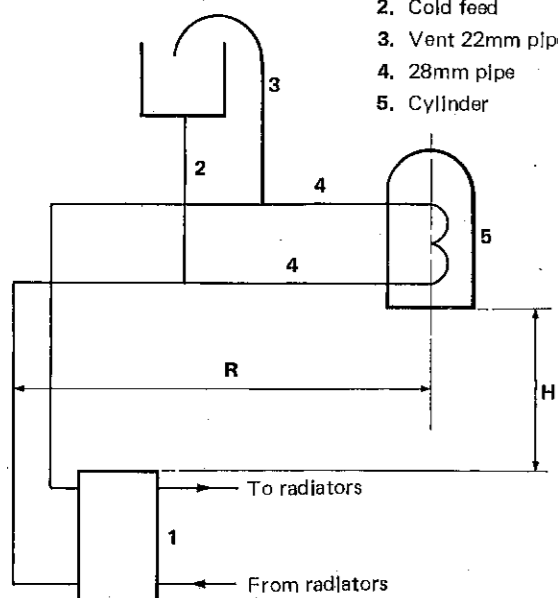 2. Cold feed
3. Vent 22mm pipe
4. 28mm pipe
5. Cylinder
3
2
4
5
4
R
H
To radiators
1
From radiators